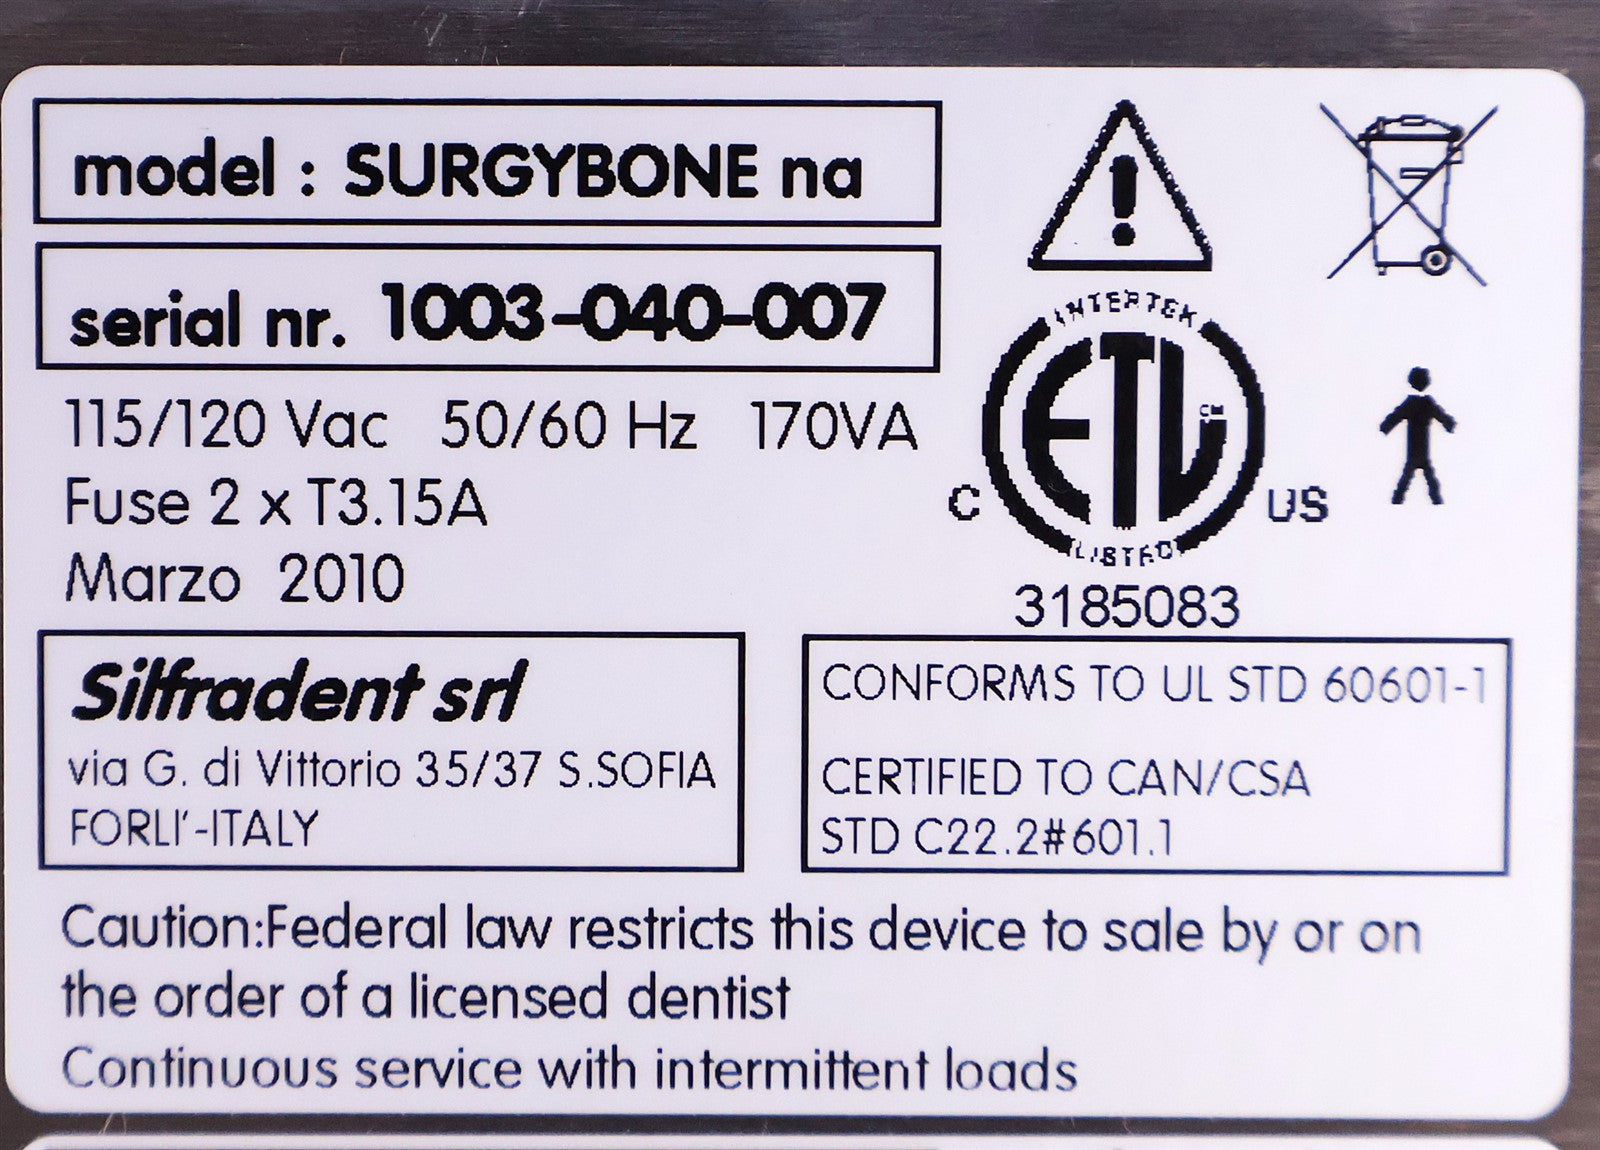 model : SURGYBONE na
serial nr. 1003-040-007
115/120 Vac 50/60 Hz 170VA
Fuse 2 x T3.15A
Marzo 2010
INTERTEK
ETL
CM
C US
LISTED
3185083
Silfradent srl
via G. di Vittorio 35/37 S.SOFIA
FORLI'-ITALY
CONFORMS TO UL STD 60601-1
CERTIFIED TO CAN/CSA
STD C22.2#601.1
Caution:Federal law restricts this device to sale by or on
the order of a licensed dentist
Continuous service with intermittent loads